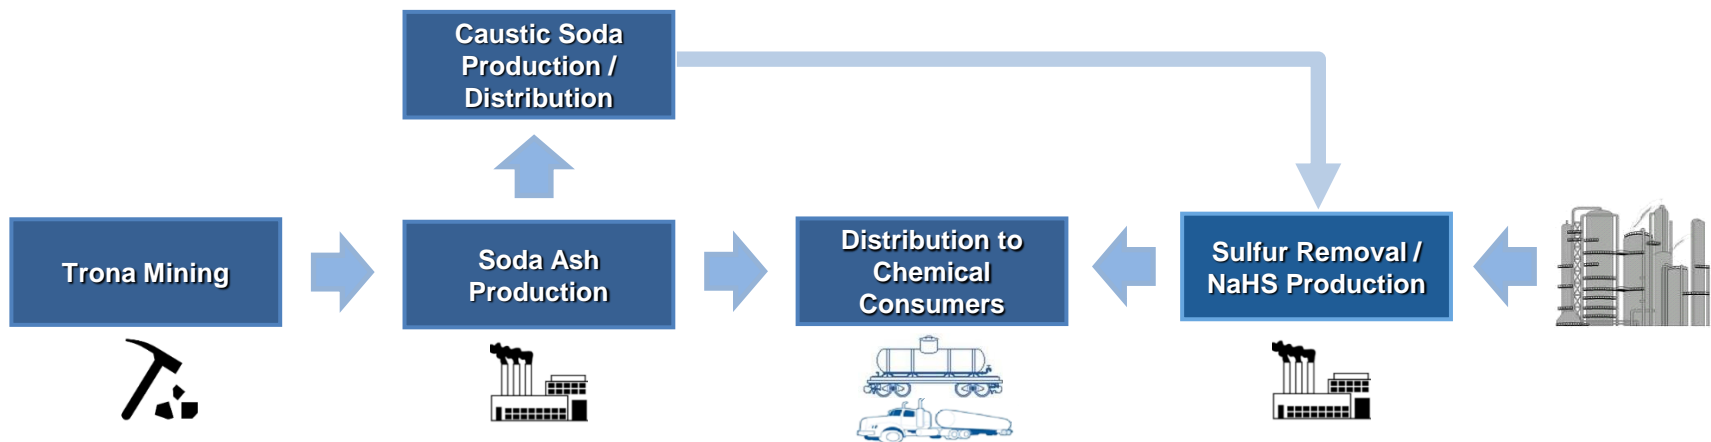 Caustic Soda
Production /
Distribution
Trona Mining
Soda Ash
Production
Distribution to
Chemical
Consumers
Sulfur Removal /
NaHS Production